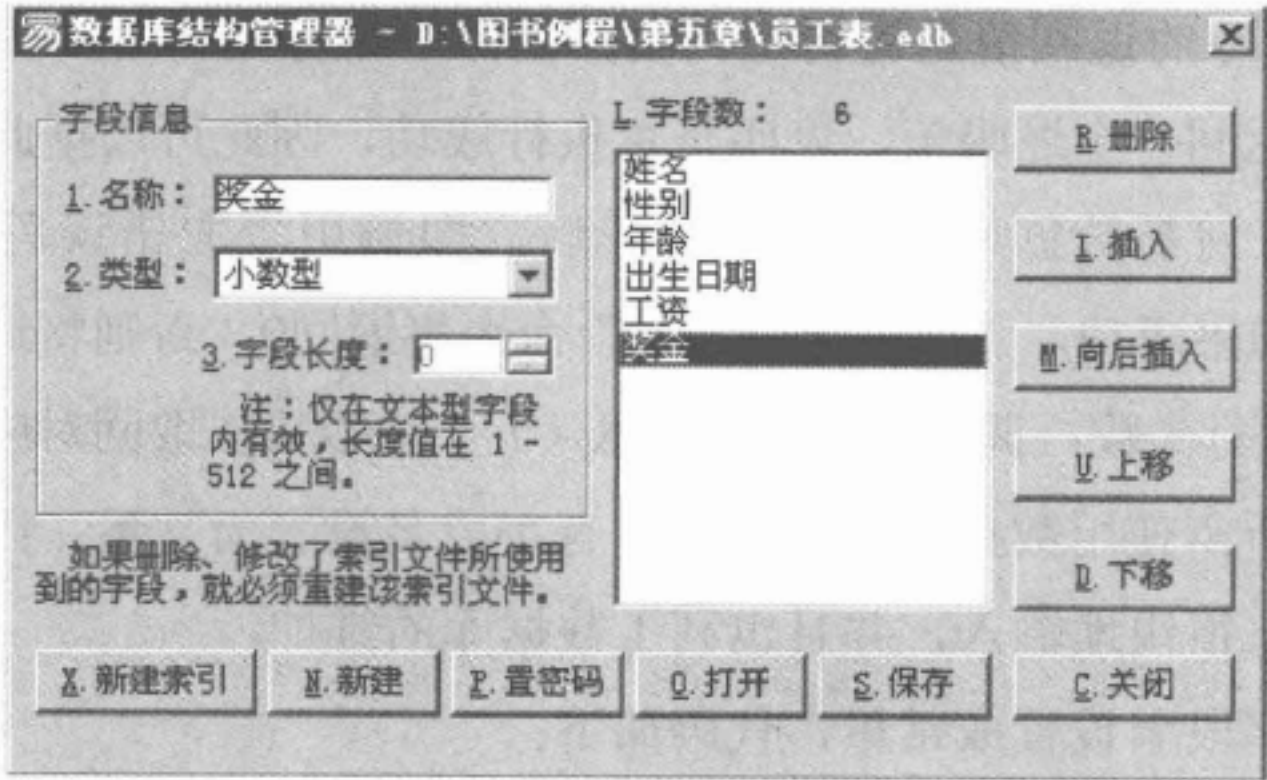 易 数据库结构管理器 - D:\图书例程\第五章\员工表.edb
字段信息
1.名称：奖金
2.类型：小数型
3.字段长度：0
注：仅在文本型字段
内有效，长度值在 1 -
512 之间。
如果删除、修改了索引文件所使用
到的字段，就必须重建该索引文件。
L.字段数： 6
姓名
性别
年龄
出生日期
工资
奖金
R.删除
I.插入
M.向后插入
U.上移
D.下移
X.新建索引
N.新建
P.置密码
O.打开
S.保存
C.关闭